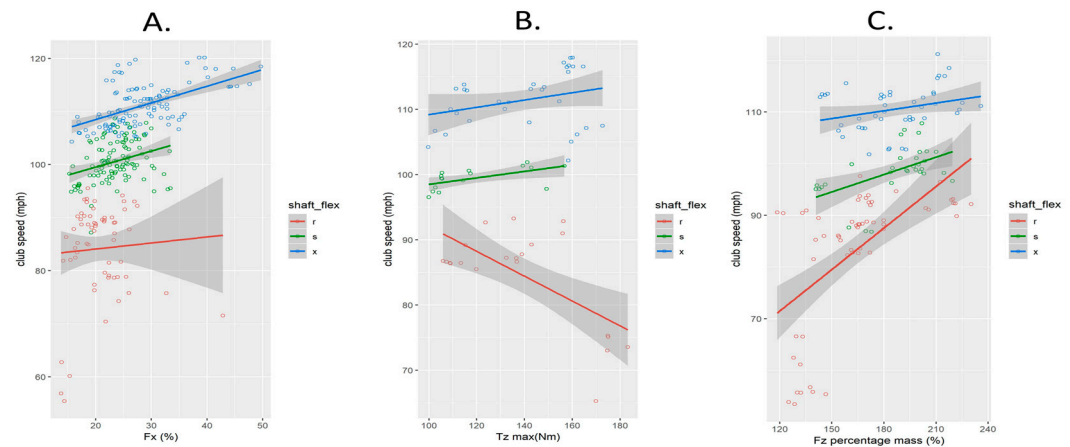 A.
B.
C.
120
100
80
60
club speed (mph)
20
30
40
50
Fx (%)
shaft_flex
r
s
x
120
110
100
90
80
70
club speed (mph)
100
120
140
160
180
Tz max(Nm)
shaft_flex
r
s
x
110
90
70
club speed (mph)
120
150
180
210
240
Fz percentage mass (%)
shaft_flex
r
s
x